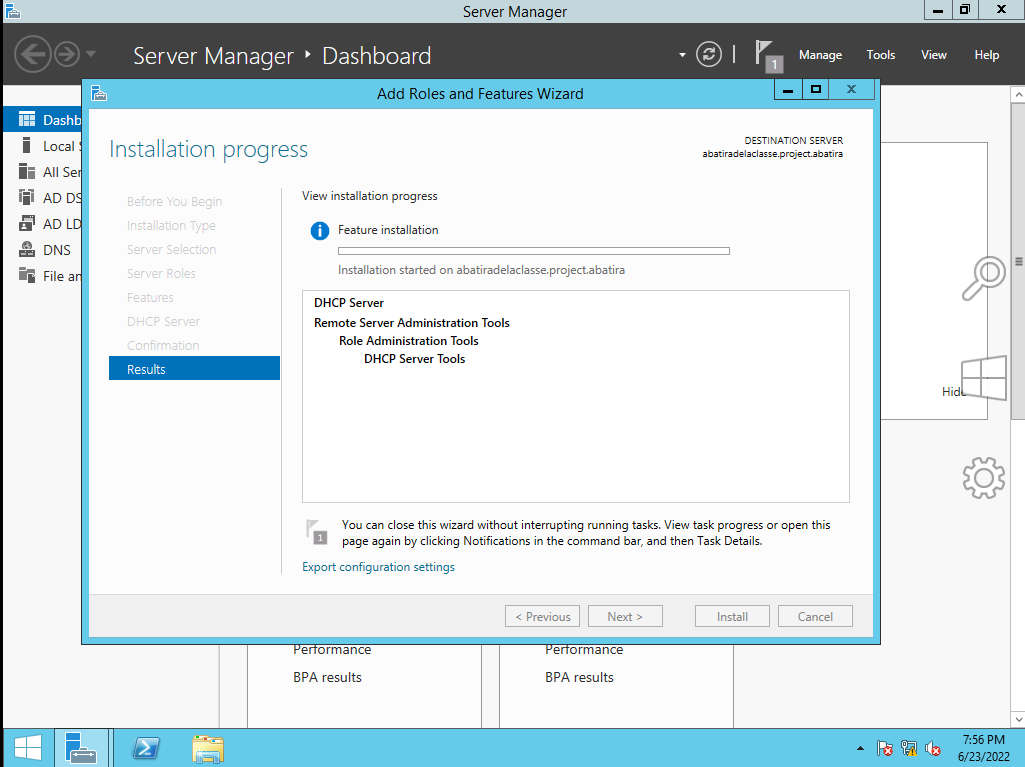 Server Manager
Server Manager ‣ Dashboard
1
Manage
Tools
View
Help
Add Roles and Features Wizard
Dashb
Local
All Ser
AD DS
AD LD
DNS
File an
Installation progress
DESTINATION SERVER
abatiradelaclasse.project.abatira
Before You Begin
Installation Type
Server Selection
Server Roles
Features
DHCP Server
Confirmation
Results
View installation progress
Feature installation
Installation started on abatiradelaclasse.project.abatira
DHCP Server
Remote Server Administration Tools
Role Administration Tools
DHCP Server Tools
1
You can close this wizard without interrupting running tasks. View task progress or open this
page again by clicking Notifications in the command bar, and then Task Details.
Export configuration settings
< Previous
Next >
Install
Cancel
Hide
Performance
BPA results
Performance
BPA results
7:56 PM
6/23/2022